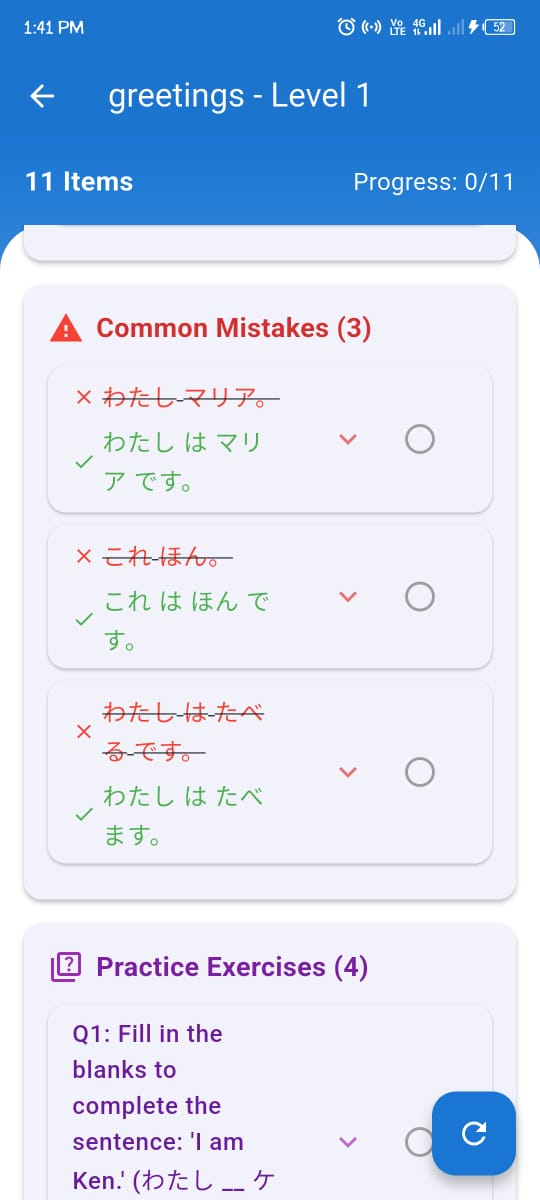 1:41 PM
Vo LTE 4G 52
greetings - Level 1
11 Items
Progress: 0/11
Common Mistakes (3)
わたし マリア。
わたし は マリ
ア です。
これ ほん。
これ は ほん で
す。
わたし は たべ
る です。
わたし は たべ
ます。
Practice Exercises (4)
Q1: Fill in the
blanks to
complete the
sentence: 'I am
Ken.' (わたし __ ケ